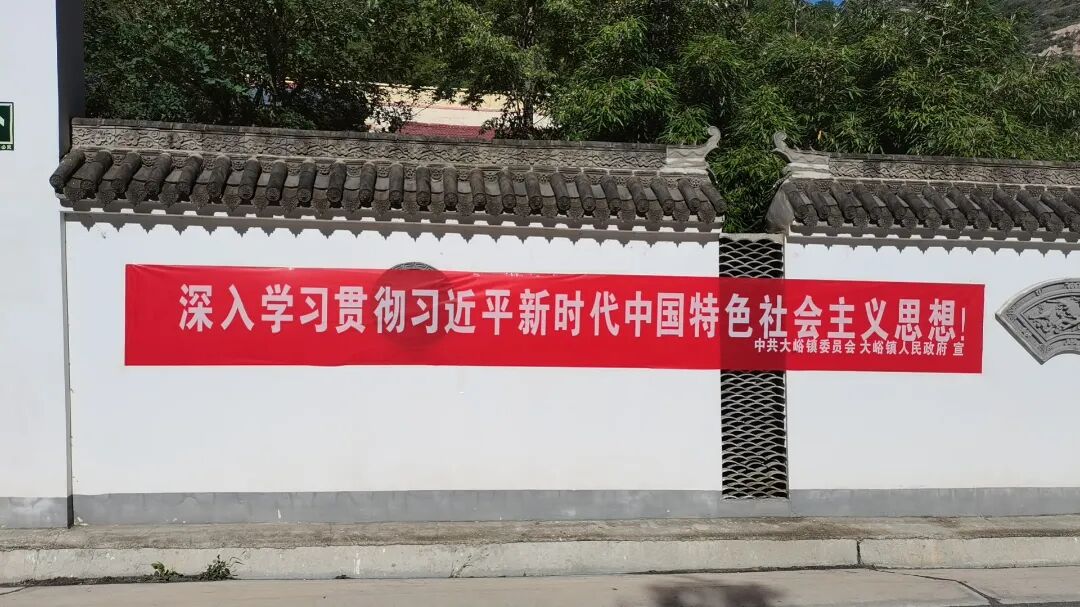 深入学习贯彻习近平新时代中国特色社会主义思想!
中共大峪镇委员会 大峪镇人民政府 宣